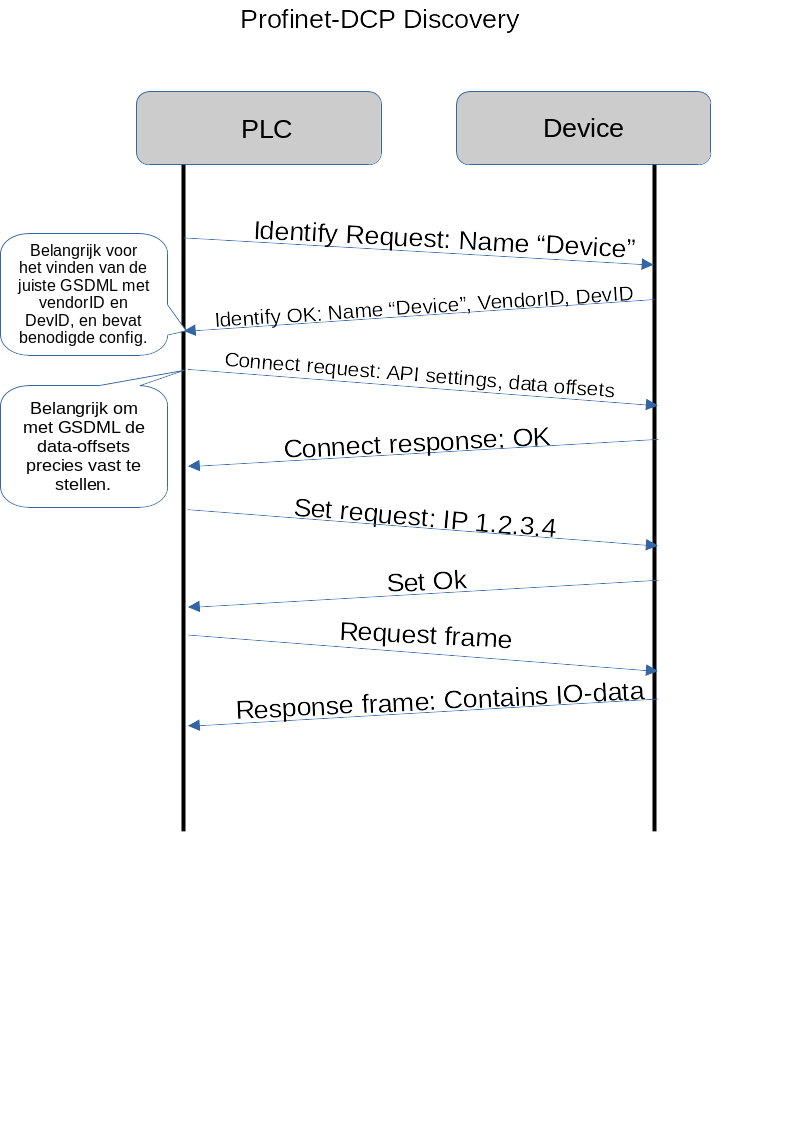 Profinet-DCP Discovery
PLC
Device
Identify Request: Name “Device”
Belangrijk voor
het vinden van de
juiste GSDML met
vendorID en
DevID, en bevat
benodigde config.
Identify OK: Name “Device”, VendorID, DevID
Connect request: API settings, data offsets
Belangrijk om
met GSDML de
data-offsets
precies vast te
stellen.
Connect response: OK
Set request: IP 1.2.3.4
Set Ok
Request frame
Response frame: Contains IO-data